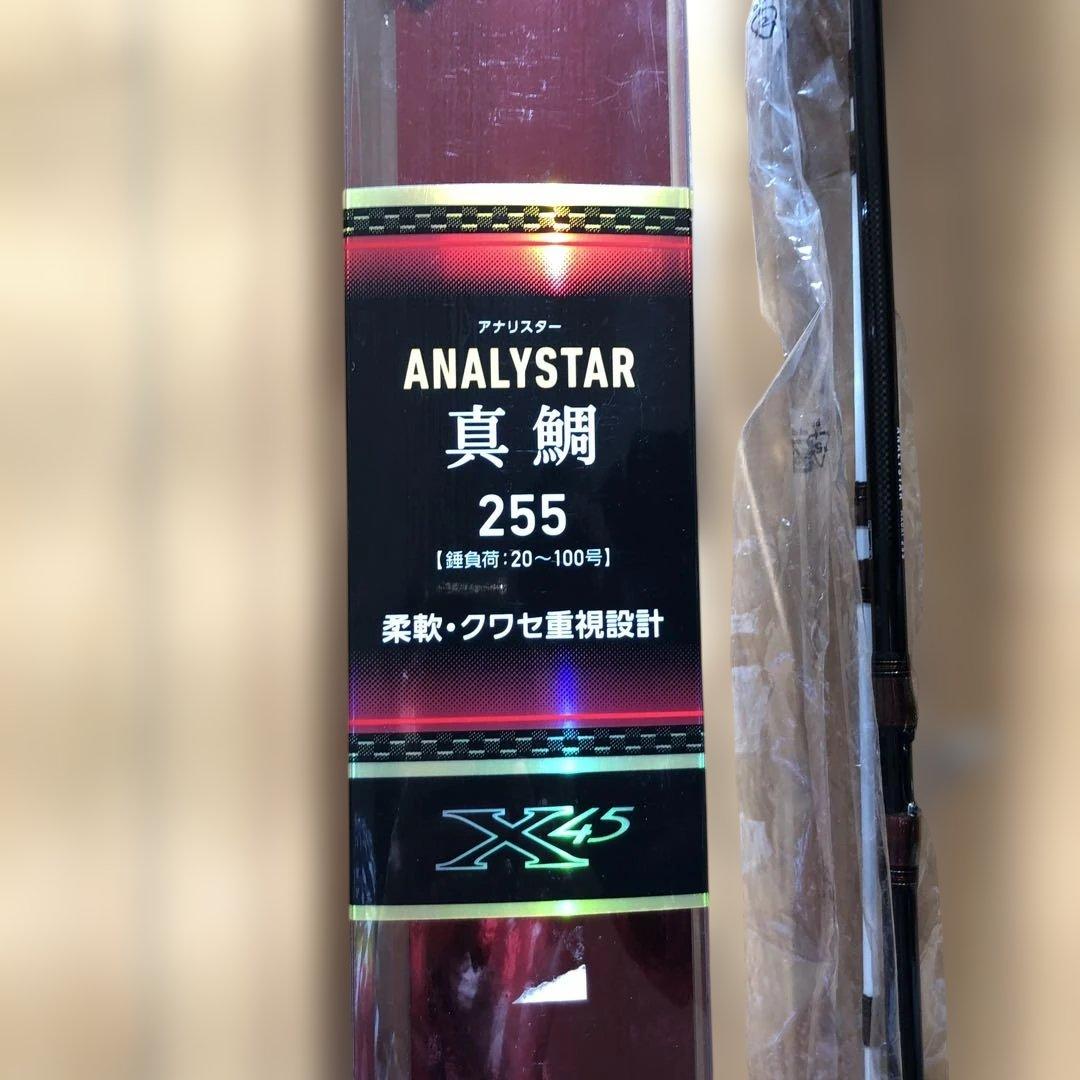 アナリスター
ANALYSTAR
真鯛
255
【錘負荷：20〜100号】
柔軟・クワセ重視設計
X45
ANALYSTAR